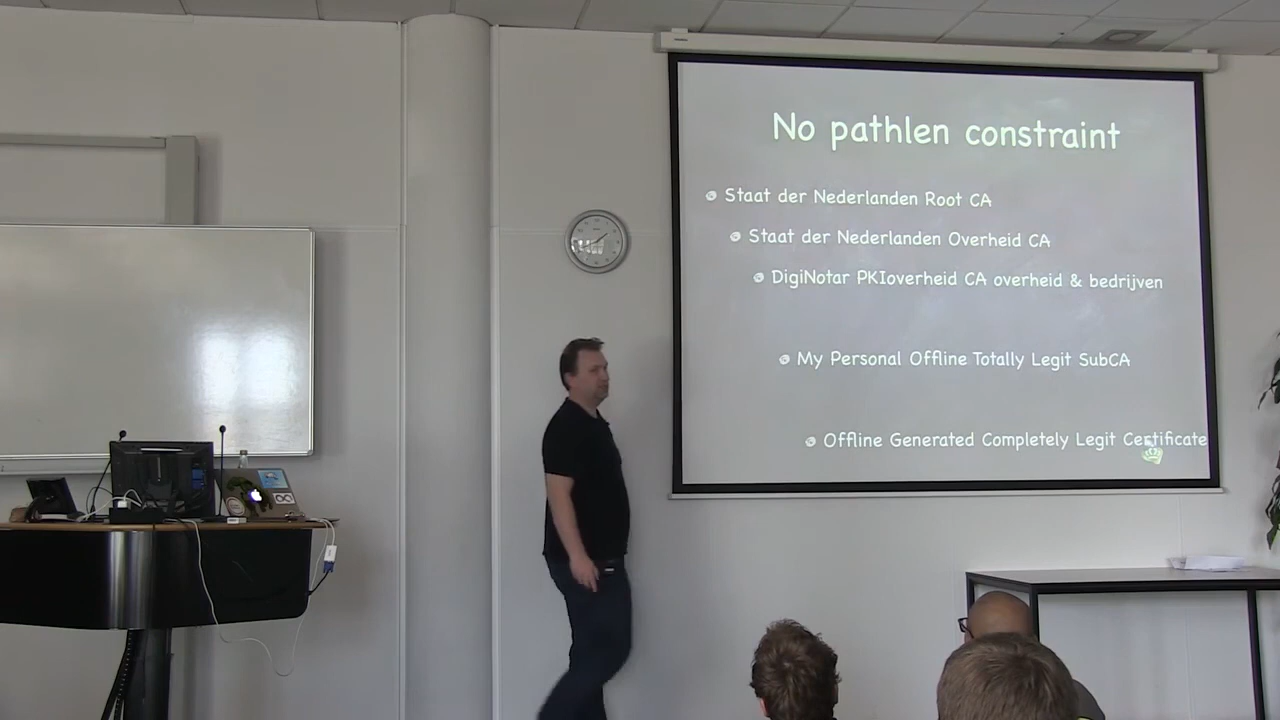 No pathlen constraint
Staat der Nederlanden Root CA
Staat der Nederlanden Overheid CA
DigiNotar PKIoverheid CA overheid & bedrijven
My Personal Offline Totally Legit SubCA
Offline Generated Completely Legit Certificate